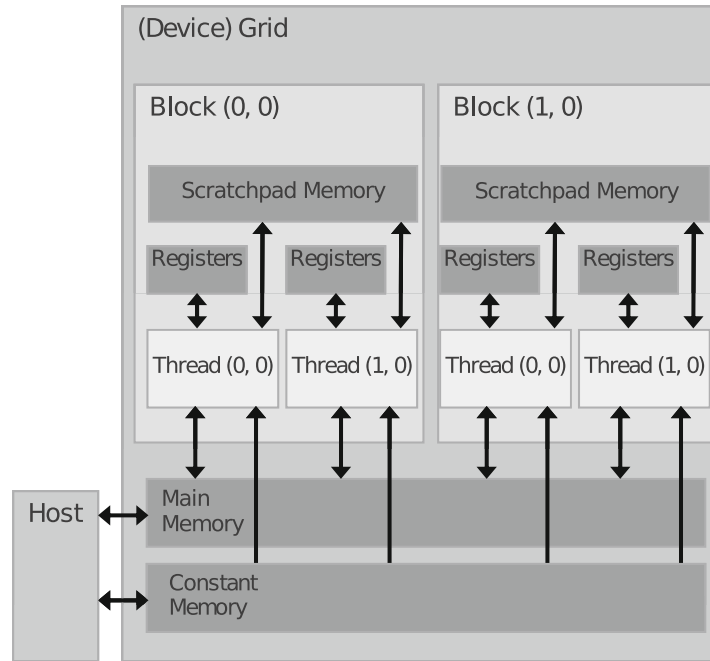 (Device) Grid
Block (0, 0)
Block (1, 0)
Scratchpad Memory
Scratchpad Memory
Registers
Registers
Registers
Registers
Thread (0, 0)
Thread (1, 0)
Thread (0, 0)
Thread (1, 0)
Host
Main
Memory
Constant
Memory